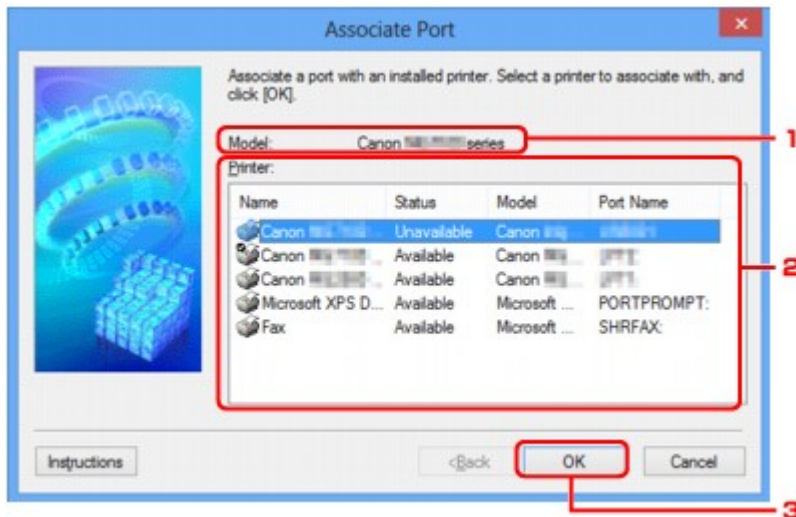 Associate Port
Associate a port with an installed printer. Select a printer to associate with, and
click [OK].
Model: Canon series
1
Printer:
Name Status Model Port Name
Canon ... Unavailable Canon
Canon ... Available Canon
2
Canon ... Available Canon
Microsoft XPS D... Available Microsoft ... PORTPROMPT:
Fax Available Microsoft ... SHRFAX:
Instructions <Back OK Cancel
3